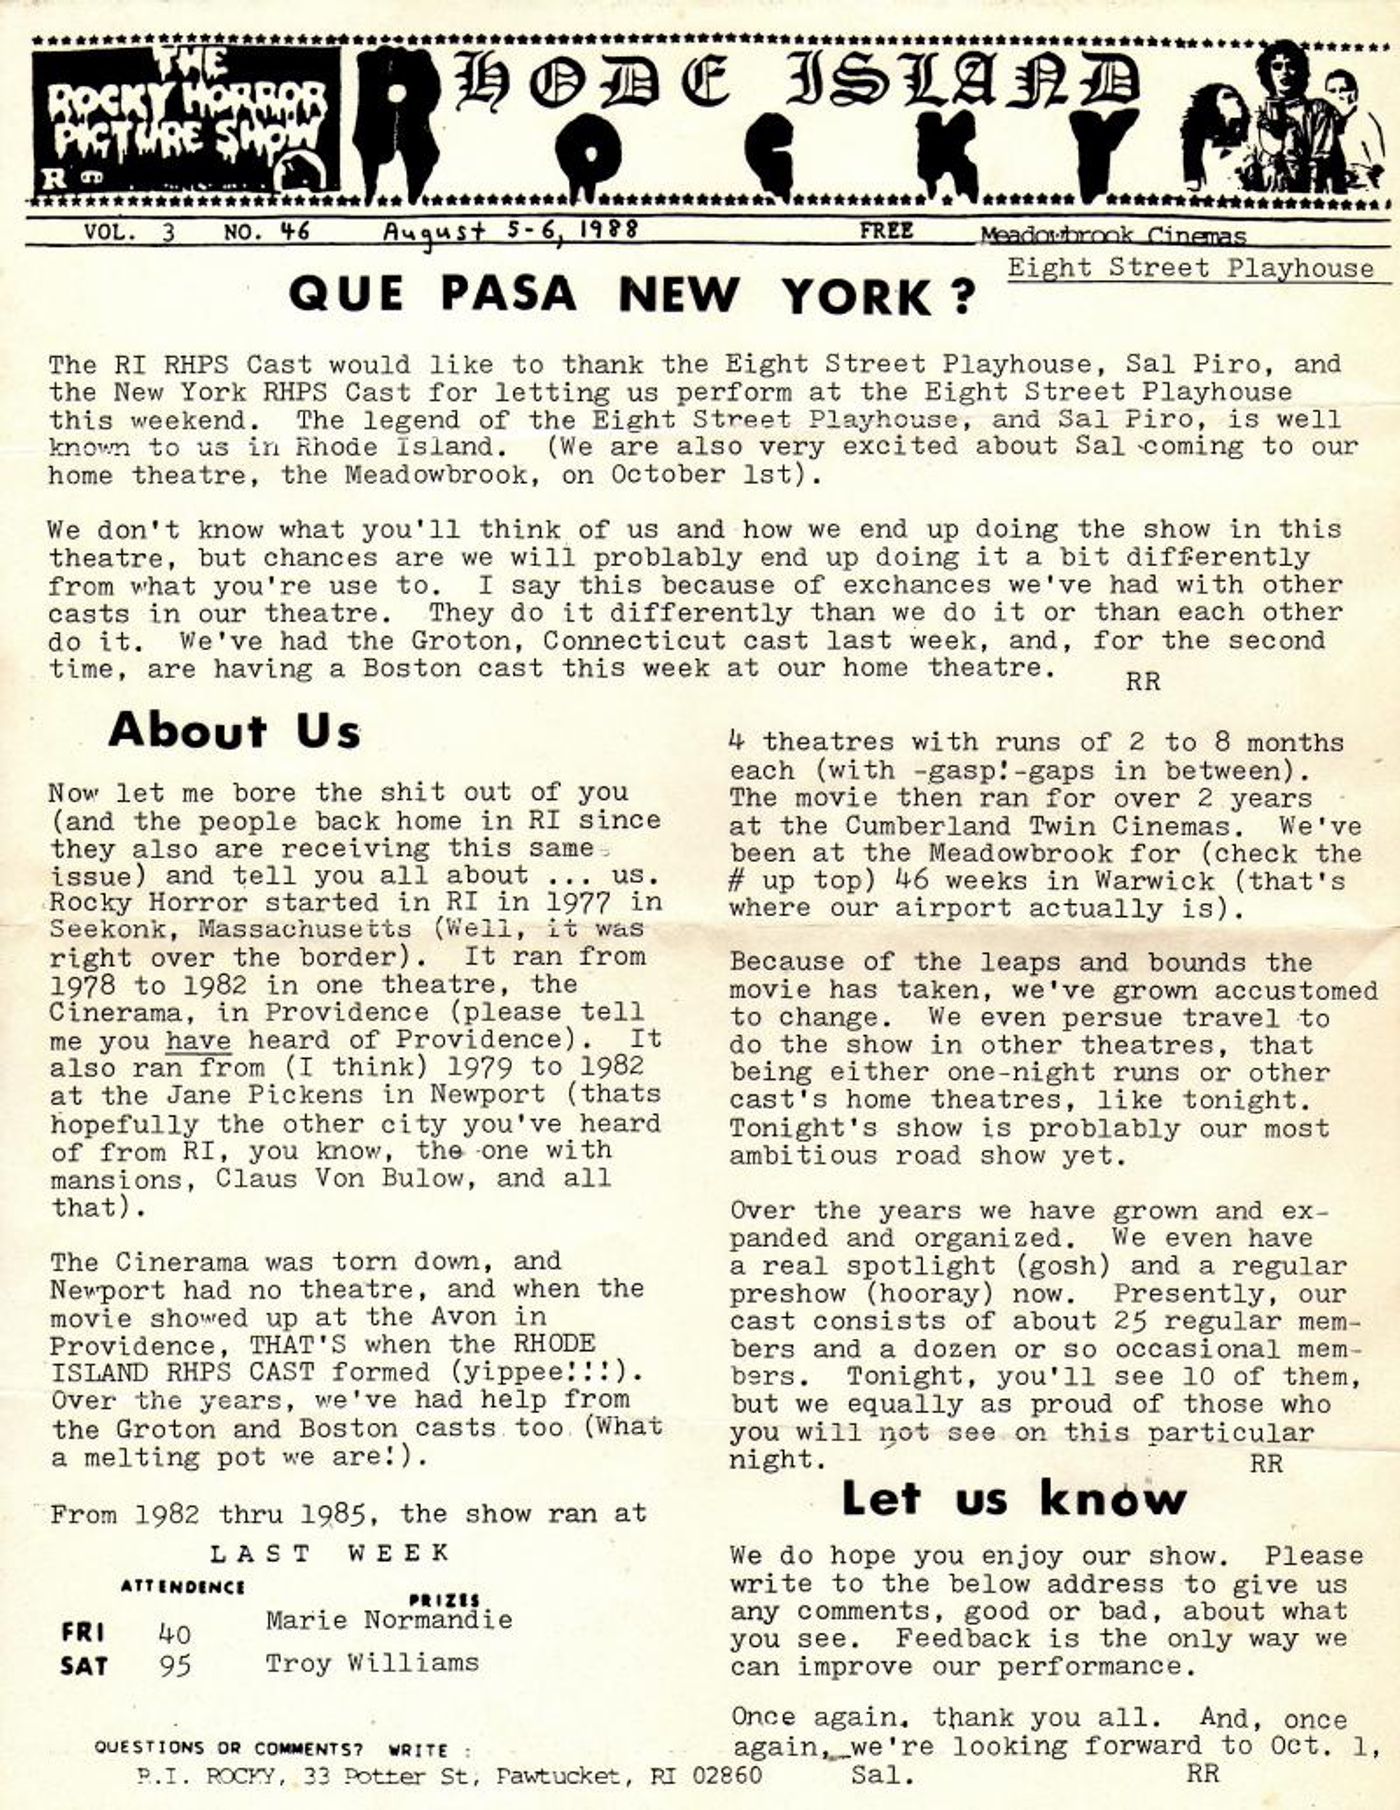 THE
ROCKY HORROR
PICTURE SHOW
R
RHODE ISLAND
ROCKY
VOL. 3 NO. 46 August 5-6, 1988 FREE Meadowbrook Cinemas
Eight Street Playhouse
QUE PASA NEW YORK?
The RI RHPS Cast would like to thank the Eight Street Playhouse, Sal Piro, and
the New York RHPS Cast for letting us perform at the Eight Street Playhouse
this weekend. The legend of the Eight Street Playhouse, and Sal Piro, is well
known to us in Rhode Island. (We are also very excited about Sal coming to our
home theatre, the Meadowbrook, on October 1st).
We don't know what you'll think of us and how we end up doing the show in this
theatre, but chances are we will problably end up doing it a bit differently
from what you're use to. I say this because of exchanges we've had with other
casts in our theatre. They do it differently than we do it or than each other
do it. We've had the Groton, Connecticut cast last week, and, for the second
time, are having a Boston cast this week at our home theatre. RR
About Us
Now let me bore the shit out of you
(and the people back home in RI since
they also are receiving this same
issue) and tell you all about ... us.
Rocky Horror started in RI in 1977 in
Seekonk, Massachusetts (Well, it was
right over the border). It ran from
1978 to 1982 in one theatre, the
Cinerama, in Providence (please tell
me you have heard of Providence). It
also ran from (I think) 1979 to 1982
at the Jane Pickens in Newport (thats
hopefully the other city you've heard
of from RI, you know, the one with
mansions, Claus Von Bulow, and all
that).
The Cinerama was torn down, and
Newport had no theatre, and when the
movie showed up at the Avon in
Providence, THAT'S when the RHODE
ISLAND RHPS CAST formed (yippee!!!).
Over the years, we've had help from
the Groton and Boston casts too (What
a melting pot we are!).
From 1982 thru 1985, the show ran at
4 theatres with runs of 2 to 8 months
each (with -gasp!-gaps in between).
The movie then ran for over 2 years
at the Cumberland Twin Cinemas. We've
been at the Meadowbrook for (check the
# up top) 46 weeks in Warwick (that's
where our airport actually is).
Because of the leaps and bounds the
movie has taken, we've grown accustomed
to change. We even persue travel to
do the show in other theatres, that
being either one-night runs or other
cast's home theatres, like tonight.
Tonight's show is problably our most
ambitious road show yet.
Over the years we have grown and ex-
panded and organized. We even have
a real spotlight (gosh) and a regular
preshow (hooray) now. Presently, our
cast consists of about 25 regular mem-
bers and a dozen or so occasional mem-
bers. Tonight, you'll see 10 of them,
but we equally as proud of those who
you will not see on this particular
night. RR
LAST WEEK
ATTENDENCE PRIZES
FRI 40 Marie Normandie
SAT 95 Troy Williams
QUESTIONS OR COMMENTS? WRITE :
R.I. ROCKY, 33 Potter St, Pawtucket, RI 02860
Let us know
We do hope you enjoy our show. Please
write to the below address to give us
any comments, good or bad, about what
you see. Feedback is the only way we
can improve our performance.
Once again, thank you all. And, once
again, we're looking forward to Oct. 1,
Sal. RR